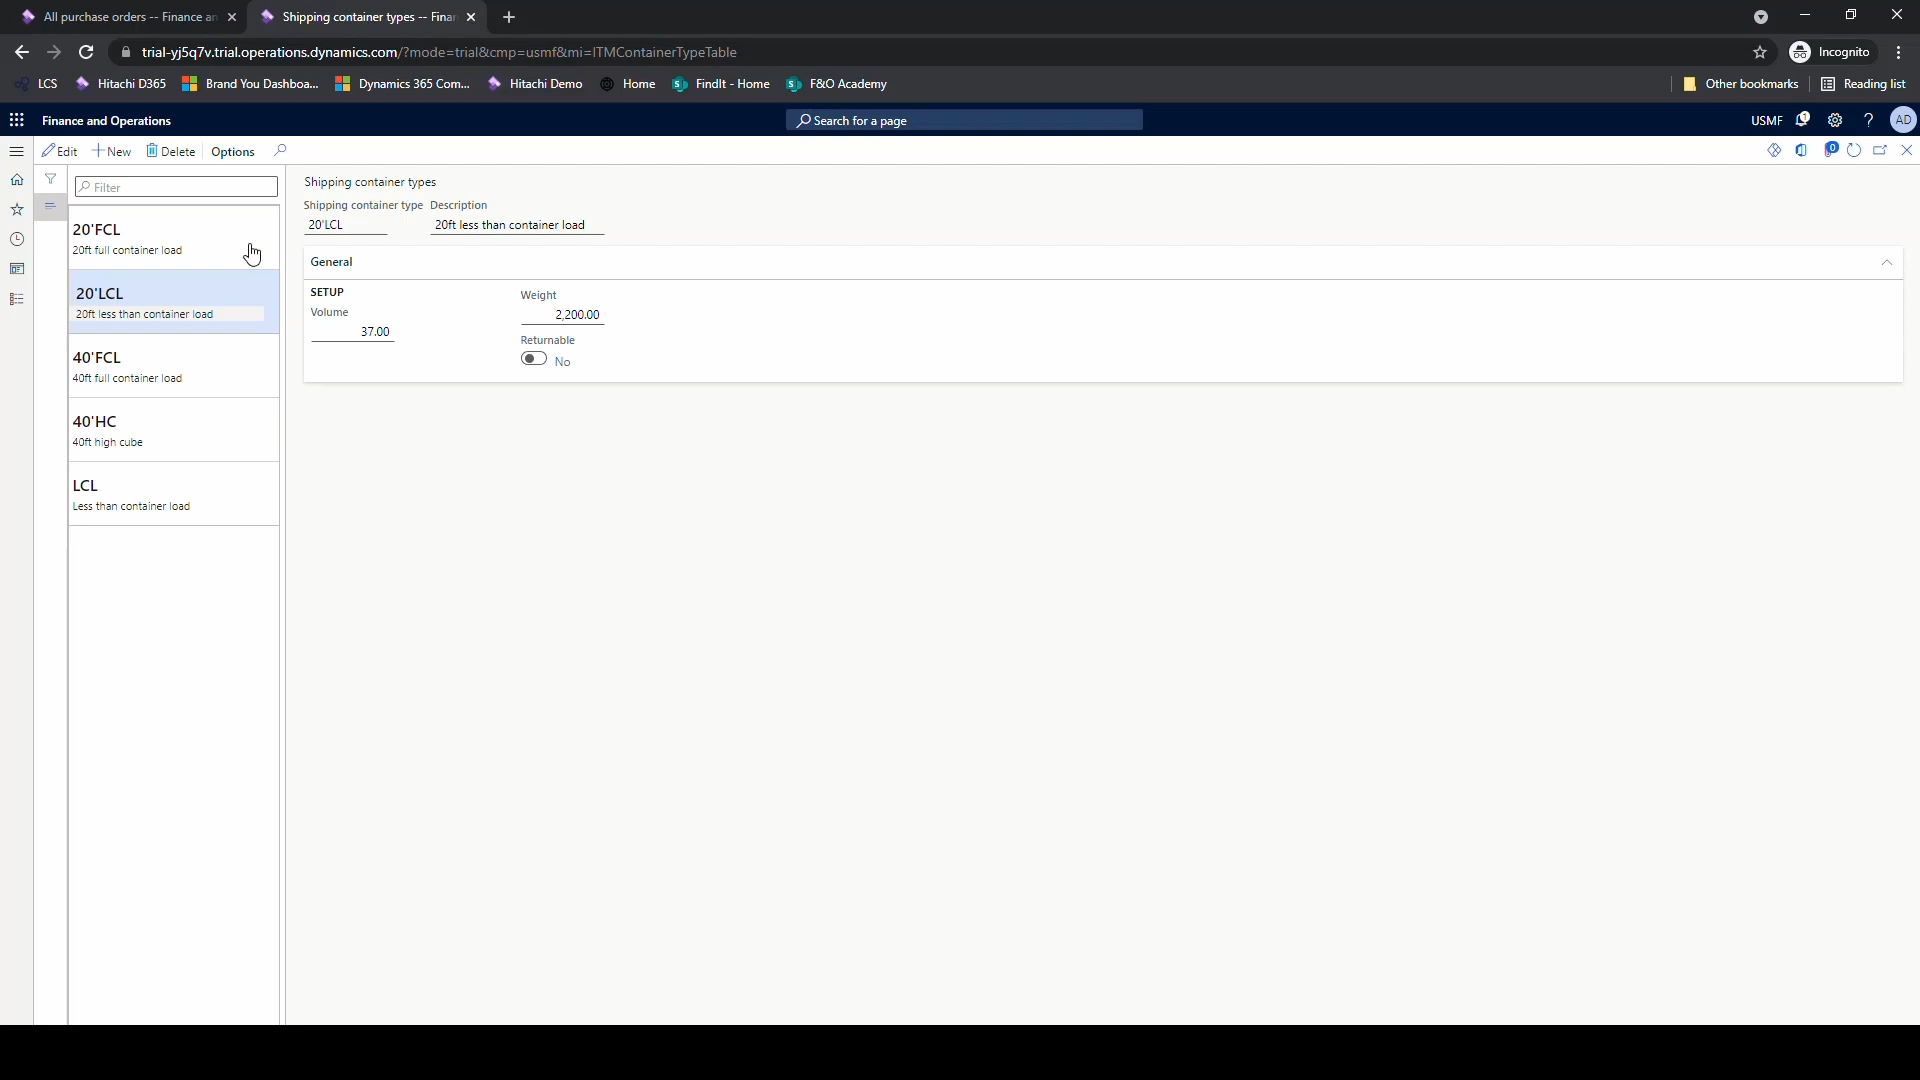 All purchase orders -- Finance an
Shipping container types -- Finan
trial-yj5q7v.trial.operations.dynamics.com/?mode=trial&cmp=usmf&mi=ITMContainerTypeTable
Incognito
LCS
Hitachi D365
Brand You Dashboa...
Dynamics 365 Com...
Hitachi Demo
Home
FindIt - Home
F&O Academy
Other bookmarks
Reading list
Finance and Operations
Search for a page
USMF
1
?
AD
Edit
New
Delete
Options
0
Filter
20'FCL
20ft full container load
20'LCL
20ft less than container load
40'FCL
40ft full container load
40'HC
40ft high cube
LCL
Less than container load
Shipping container types
Shipping container type Description
20'LCL 20ft less than container load
General
SETUP
Volume
37.00
Weight
2,200.00
Returnable
No